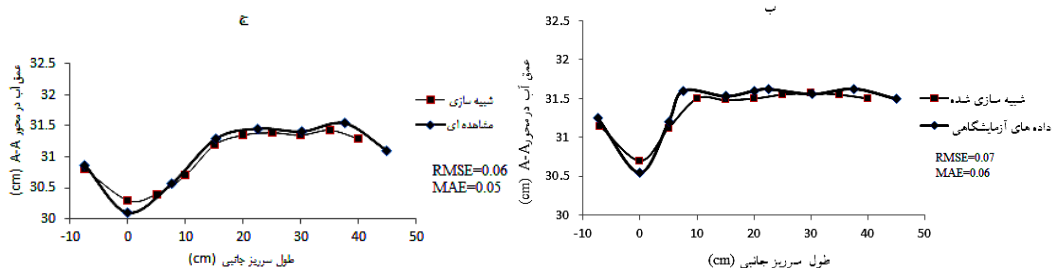 ج
عمق آب در محور A-A (cm)
32.5
32
31.5
31
30.5
30
-10 0 10 20 30 40 50
طول سرریز جانبی (cm)
شبیه سازی
مشاهده ای
RMSE=0.06
MAE=0.05
ب
عمق آب درمحور A-A (cm)
32.5
32
31.5
31
30.5
30
-10 0 10 20 30 40 50
طول سرریز جانبی (cm)
شبیه سازی شده
داده های آزمایشگاهی
RMSE=0.07
MAE=0.06